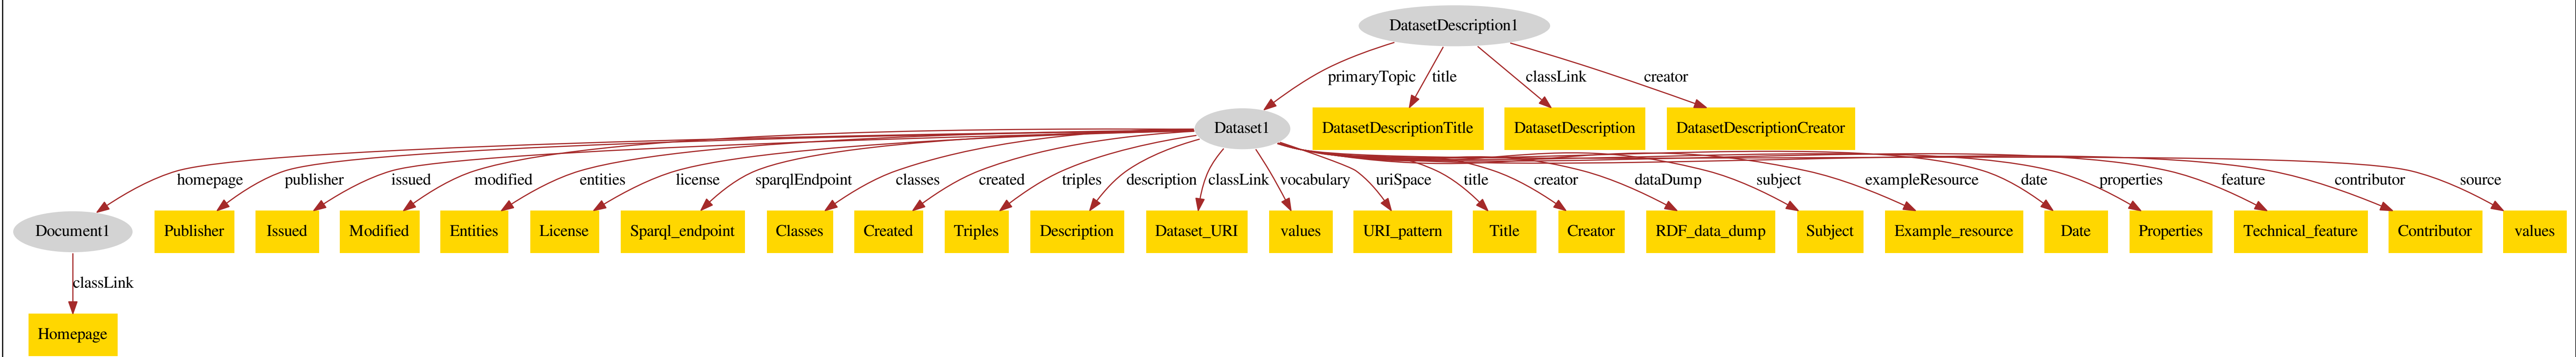 DatasetDescription1
primaryTopic title classLink creator
Dataset1 DatasetDescriptionTitle DatasetDescription DatasetDescriptionCreator
homepage publisher issued modified entities license sparqlEndpoint classes created triples description classLink vocabulary uriSpace title creator dataDump subject exampleResource date properties feature contributor source
Document1 Publisher Issued Modified Entities License Sparql_endpoint Classes Created Triples Description Dataset_URI values URI_pattern Title Creator RDF_data_dump Subject Example_resource Date Properties Technical_feature Contributor values
classLink
Homepage